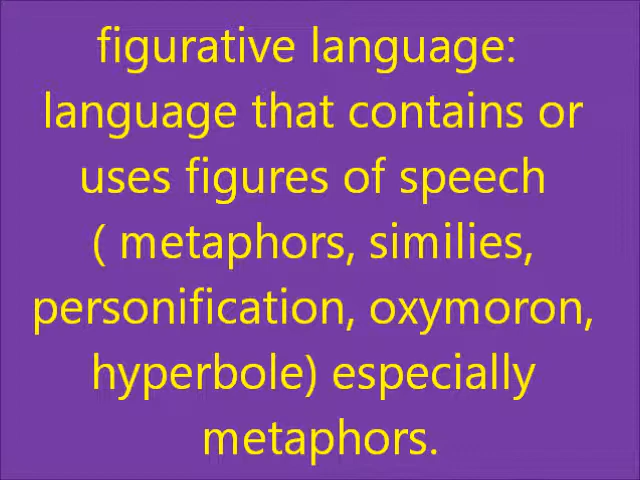 figurative language:
language that contains or
uses figures of speech
( metaphors, similies,
personification, oxymoron,
hyperbole) especially
metaphors.